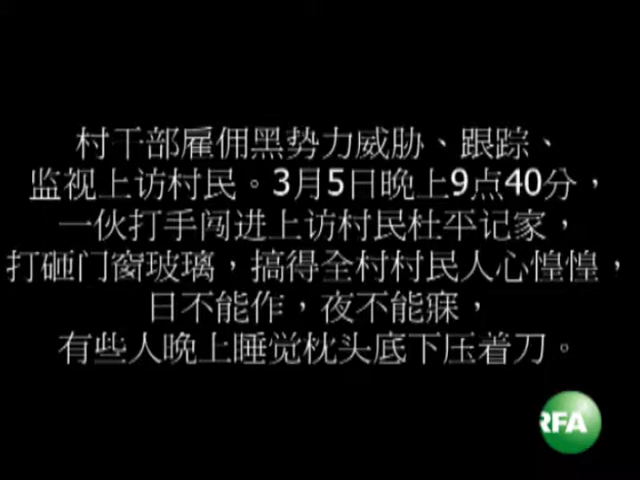 村干部雇佣黑势力威胁、跟踪、
监视上访村民。3月5日晚上9点40分，
一伙打手闯进上访村民杜平记家，
打砸门窗玻璃，搞得全村村民人心惶惶，
日不能作，夜不能寐，
有些人晚上睡觉枕头底下压着刀。
RFA